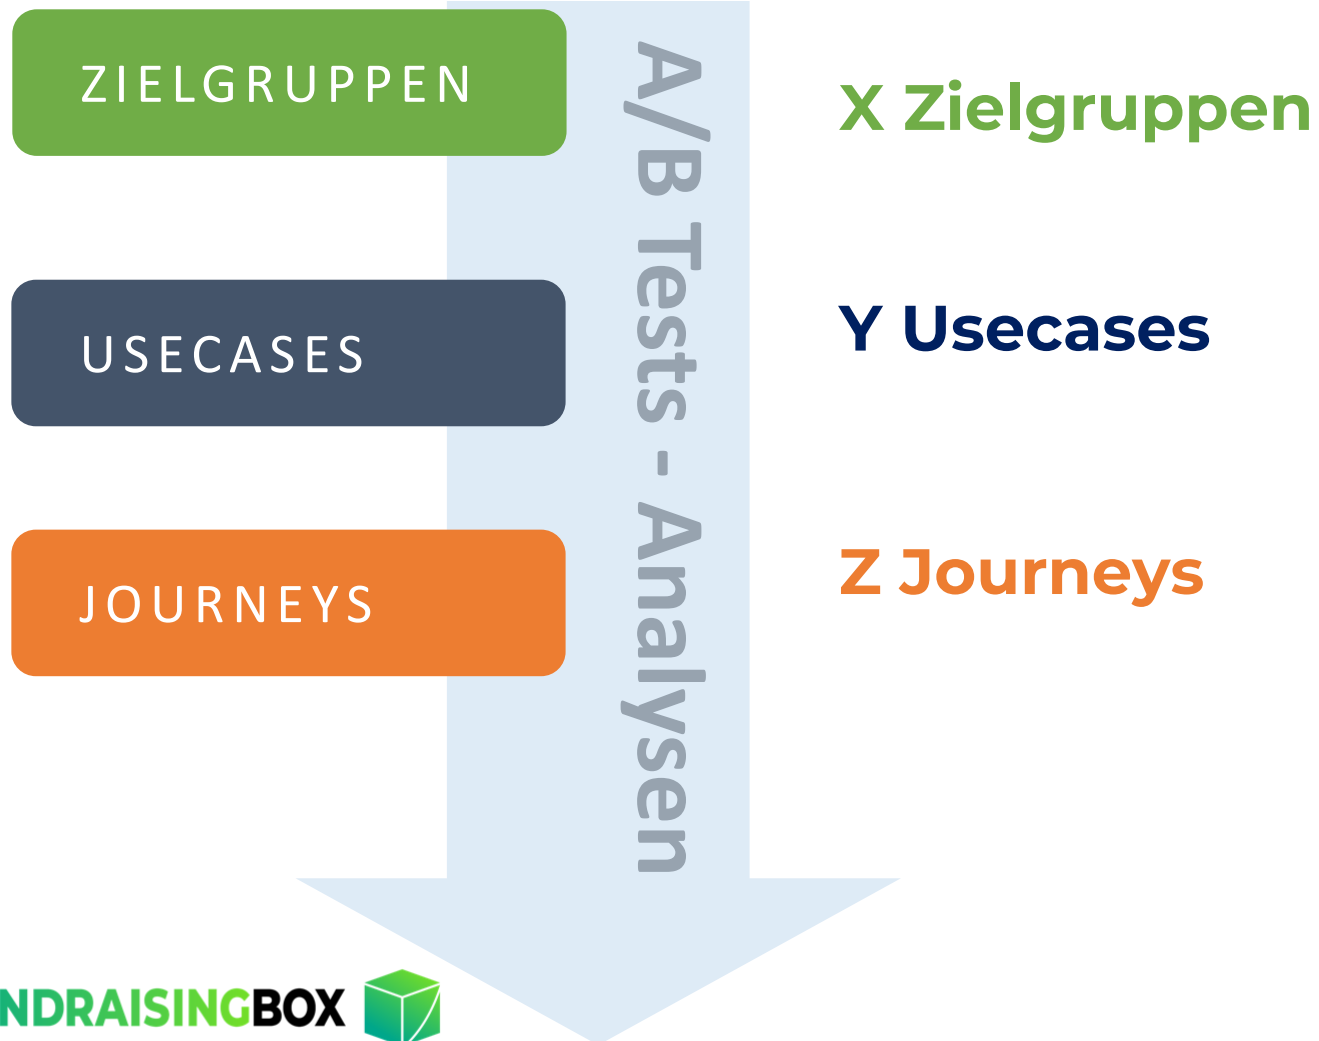 ZIELGRUPPEN
X Zielgruppen
USECASES
Y Usecases
JOURNEYS
Z Journeys
A/B Tests - Analysen
NDRAISINGBOX